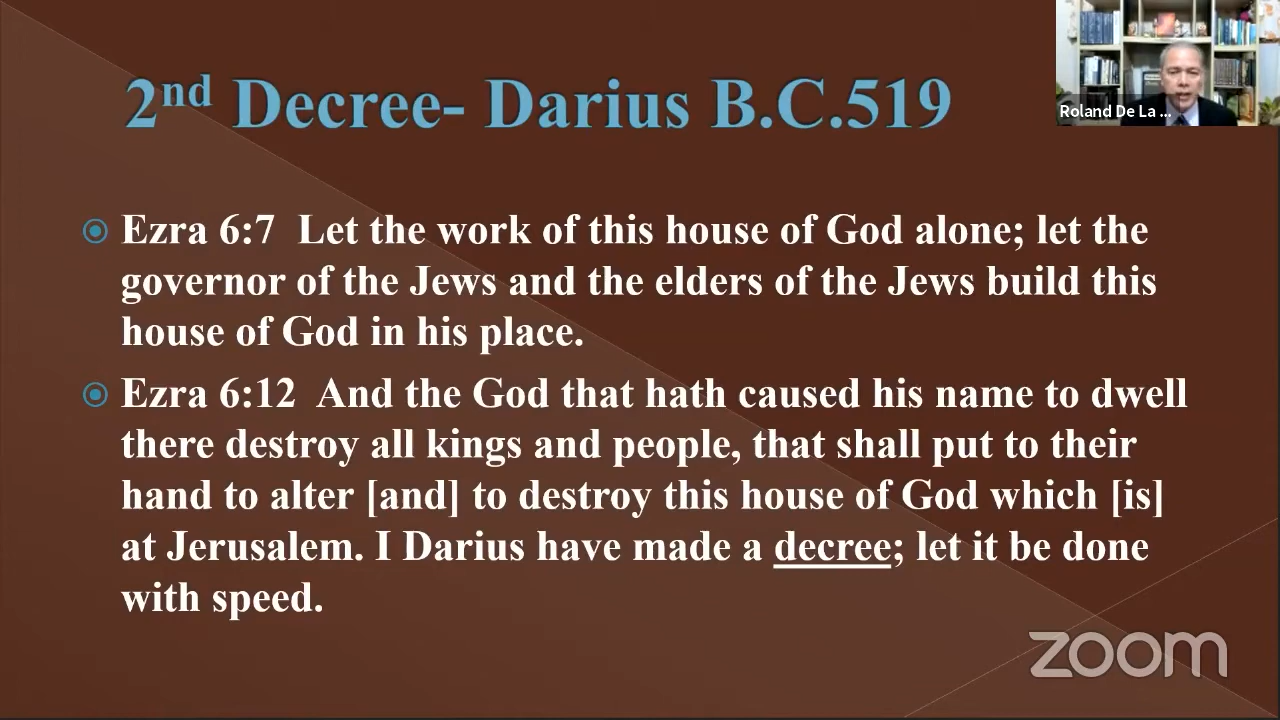 2nd Decree- Darius B.C.519
Roland De La ...
Ezra 6:7  Let the work of this house of God alone; let the
governor of the Jews and the elders of the Jews build this
house of God in his place.
Ezra 6:12  And the God that hath caused his name to dwell
there destroy all kings and people, that shall put to their
hand to alter [and] to destroy this house of God which [is]
at Jerusalem. I Darius have made a decree; let it be done
with speed.
zoom